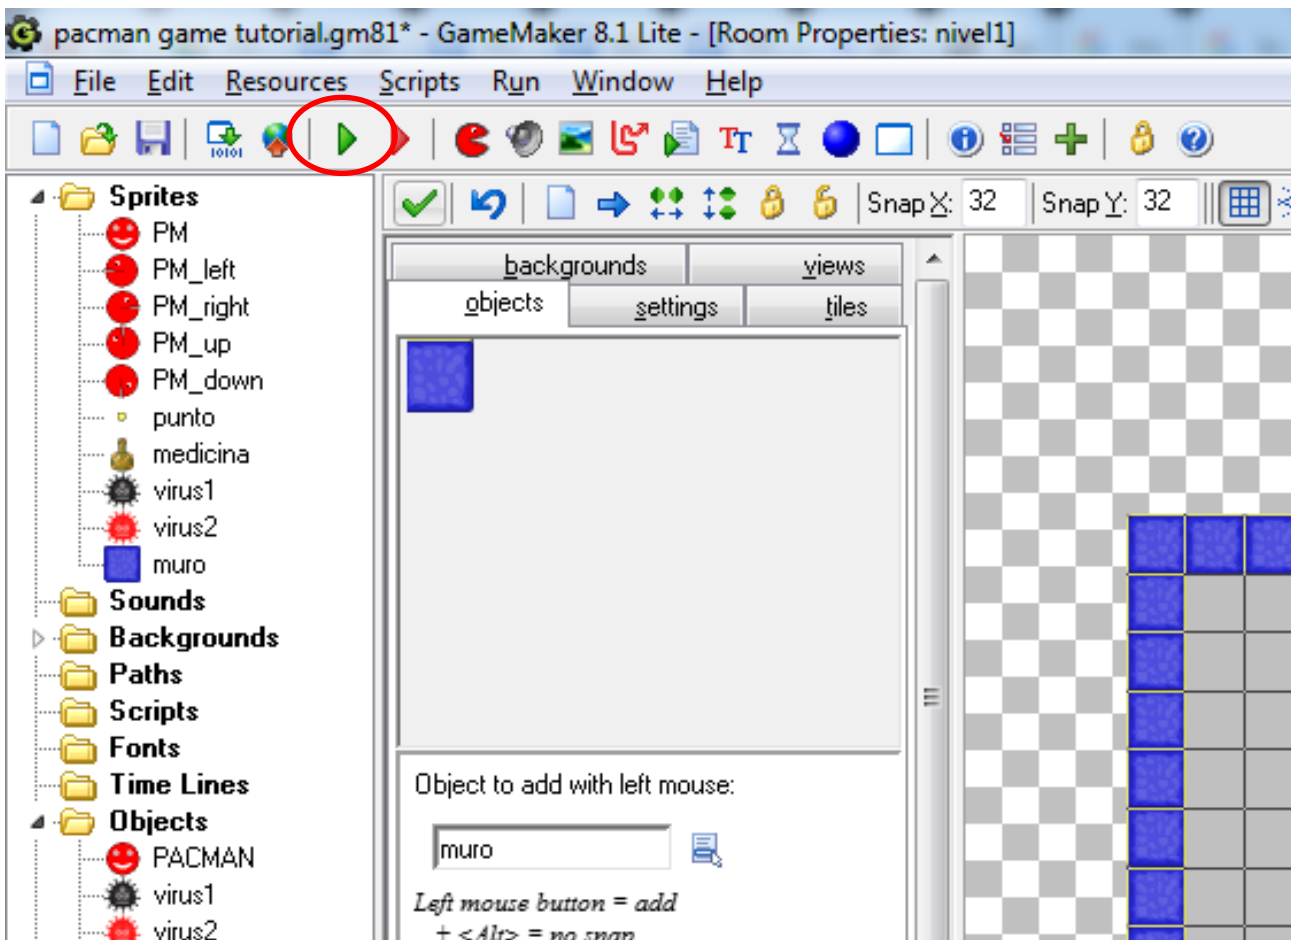 pacman game tutorial.gm81* - GameMaker 8.1 Lite - [Room Properties: nivel1]
File Edit Resources Scripts Run Window Help
10101 TT
Snap X: 32 Snap Y: 32
Sprites
PM
PM_left
PM_right
PM_up
PM_down
punto
medicina
virus1
virus2
muro
Sounds
Backgrounds
Paths
Scripts
Fonts
Time Lines
Objects
PACMAN
virus1
virus2
backgrounds views
objects settings tiles
Object to add with left mouse:
muro
Left mouse button = add
+ <Alt> = no snap